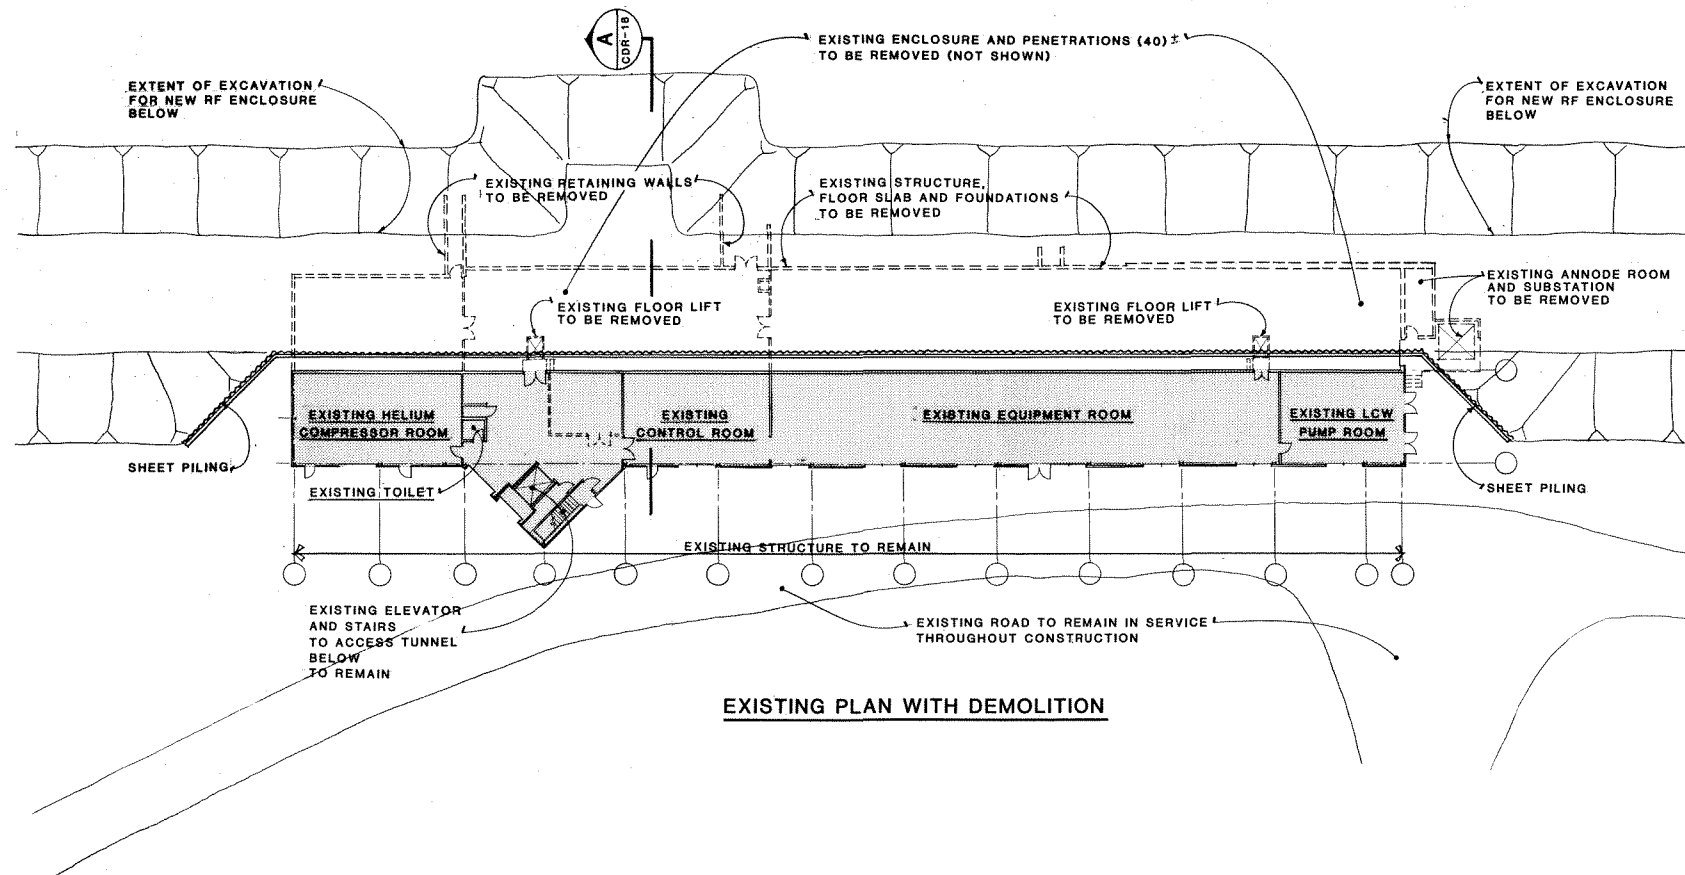 A
CDR-18
EXISTING ENCLOSURE AND PENETRATIONS (40)±
TO BE REMOVED (NOT SHOWN)
EXTENT OF EXCAVATION
FOR NEW RF ENCLOSURE
BELOW
EXTENT OF EXCAVATION
FOR NEW RF ENCLOSURE
BELOW
EXISTING RETAINING WALLS
TO BE REMOVED
EXISTING STRUCTURE,
FLOOR SLAB AND FOUNDATIONS
TO BE REMOVED
EXISTING FLOOR LIFT
TO BE REMOVED
EXISTING FLOOR LIFT
TO BE REMOVED
EXISTING ANNODE ROOM
AND SUBSTATION
TO BE REMOVED
EXISTING HELIUM
COMPRESSOR ROOM
EXISTING
CONTROL ROOM
EXISTING EQUIPMENT ROOM
EXISTING LCW
PUMP ROOM
SHEET PILING
EXISTING TOILET
SHEET PILING
EXISTING STRUCTURE TO REMAIN
EXISTING ELEVATOR
AND STAIRS
TO ACCESS TUNNEL
BELOW
TO REMAIN
EXISTING ROAD TO REMAIN IN SERVICE
THROUGHOUT CONSTRUCTION
EXISTING PLAN WITH DEMOLITION